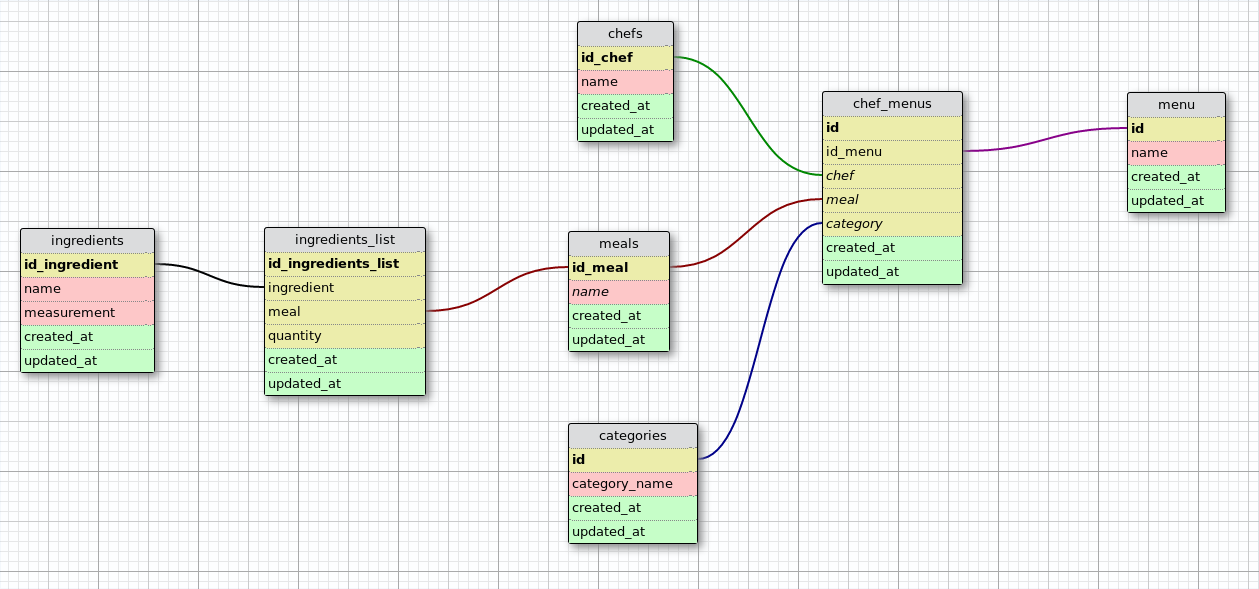 chefs
id_chef
name
created_at
updated_at
chef_menus
id
id_menu
chef
meal
category
created_at
updated_at
menu
id
name
created_at
updated_at
ingredients
id_ingredient
name
measurement
created_at
updated_at
ingredients_list
id_ingredients_list
ingredient
meal
quantity
created_at
updated_at
meals
id_meal
name
created_at
updated_at
categories
id
category_name
created_at
updated_at